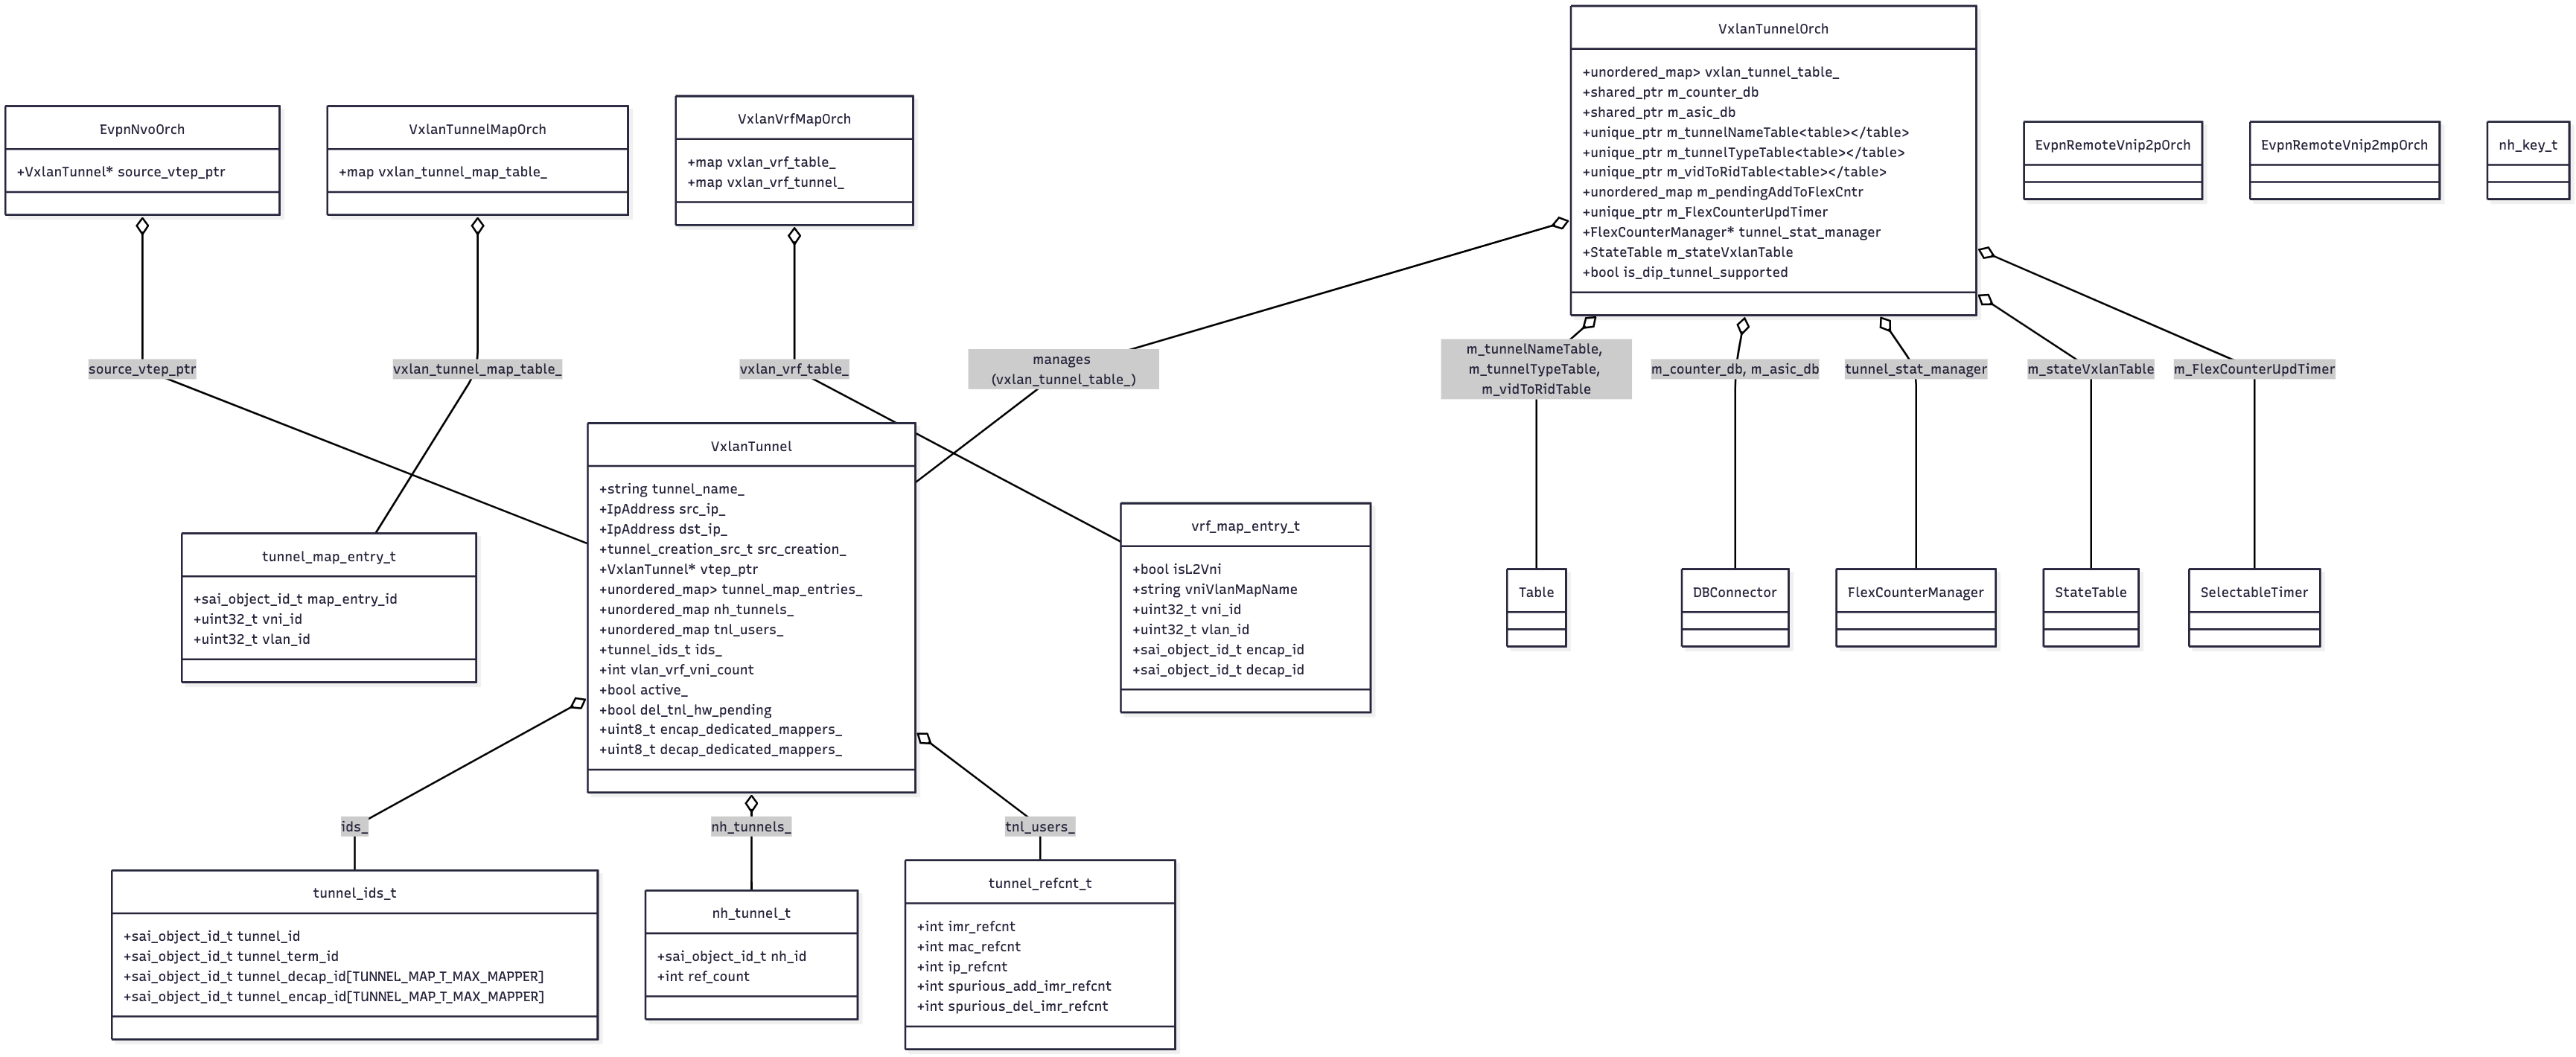 VxlanTunnelOrch
+unordered_map> vxlan_tunnel_table_
+shared_ptr m_counter_db
+shared_ptr m_asic_db
+unique_ptr m_tunnelNameTable<table></table>
+unique_ptr m_tunnelTypeTable<table></table>
+unique_ptr m_vidToRidTable<table></table>
+unordered_map m_pendingAddToFlexCntr
+unique_ptr m_FlexCounterUpdTimer
+FlexCounterManager* tunnel_stat_manager
+StateTable m_stateVxlanTable
+bool is_dip_tunnel_supported
EvpnNvoOrch
+VxlanTunnel* source_vtep_ptr
VxlanTunnelMapOrch
+map vxlan_tunnel_map_table_
VxlanVrfMapOrch
+map vxlan_vrf_table_
+map vxlan_vrf_tunnel_
EvpnRemoteVnip2pOrch
EvpnRemoteVnip2mpOrch
nh_key_t
source_vtep_ptr
vxlan_tunnel_map_table_
vxlan_vrf_table_
manages
(vxlan_tunnel_table_)
m_tunnelNameTable,
m_tunnelTypeTable,
m_vidToRidTable
m_counter_db, m_asic_db
tunnel_stat_manager
m_stateVxlanTable
m_FlexCounterUpdTimer
tunnel_map_entry_t
+sai_object_id_t map_entry_id
+uint32_t vni_id
+uint32_t vlan_id
VxlanTunnel
+string tunnel_name_
+IpAddress src_ip_
+IpAddress dst_ip_
+tunnel_creation_src_t src_creation_
+VxlanTunnel* vtep_ptr
+unordered_map> tunnel_map_entries_
+unordered_map nh_tunnels_
+unordered_map tnl_users_
+tunnel_ids_t ids_
+int vlan_vrf_vni_count
+bool active_
+bool del_tnl_hw_pending
+uint8_t encap_dedicated_mappers_
+uint8_t decap_dedicated_mappers_
vrf_map_entry_t
+bool isL2Vni
+string vniVlanMapName
+uint32_t vni_id
+uint32_t vlan_id
+sai_object_id_t encap_id
+sai_object_id_t decap_id
Table
DBConnector
FlexCounterManager
StateTable
SelectableTimer
ids_
nh_tunnels_
tnl_users_
tunnel_ids_t
+sai_object_id_t tunnel_id
+sai_object_id_t tunnel_term_id
+sai_object_id_t tunnel_decap_id[TUNNEL_MAP_T_MAX_MAPPER]
+sai_object_id_t tunnel_encap_id[TUNNEL_MAP_T_MAX_MAPPER]
nh_tunnel_t
+sai_object_id_t nh_id
+int ref_count
tunnel_refcnt_t
+int imr_refcnt
+int mac_refcnt
+int ip_refcnt
+int spurious_add_imr_refcnt
+int spurious_del_imr_refcnt